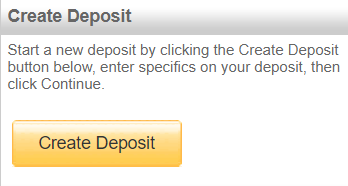 Create Deposit
Start a new deposit by clicking the Create Deposit
button below, enter specifics on your deposit, then
click Continue.
Create Deposit